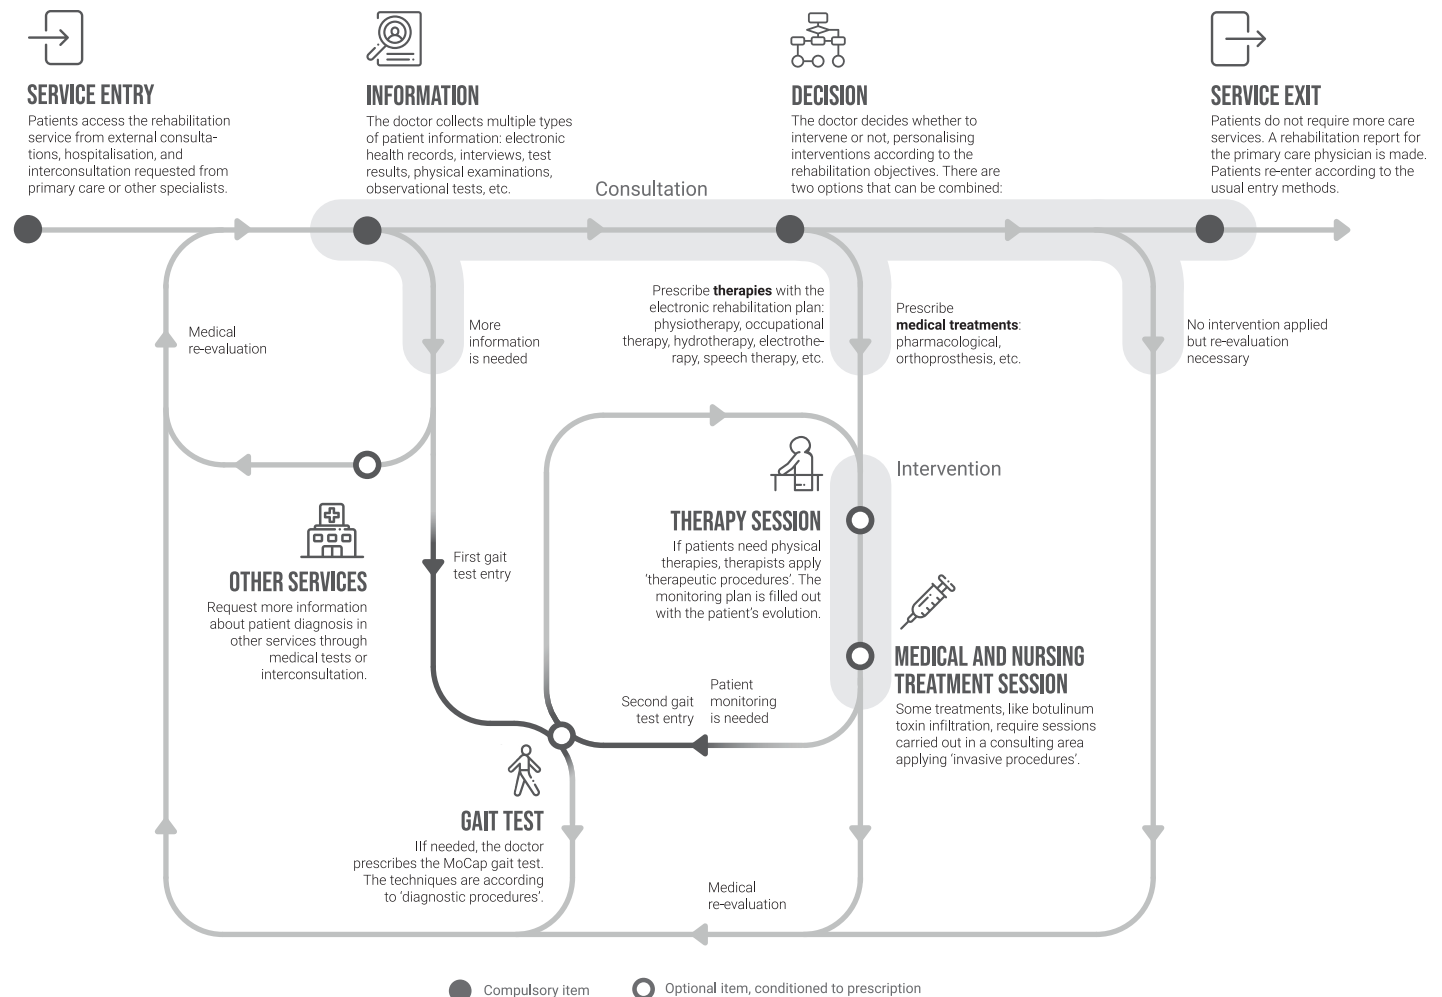 SERVICE ENTRY
Patients access the rehabilitation
service from external consulta-
tions, hospitalisation, and
interconsultation requested from
primary care or other specialists.
INFORMATION
The doctor collects multiple types
of patient information: electronic
health records, interviews, test
results, physical examinations,
observational tests, etc.
Consultation
DECISION
The doctor decides whether to
intervene or not, personalising
interventions according to the
rehabilitation objectives. There are
two options that can be combined:
SERVICE EXIT
Patients do not require more care
services. A rehabilitation report for
the primary care physician is made.
Patients re-enter according to the
usual entry methods.
Medical
re-evaluation
More
information
is needed
Prescribe therapies with the
electronic rehabilitation plan:
physiotherapy, occupational
therapy, hydrotherapy, electrothe-
rapy, speech therapy, etc.
Prescribe
medical treatments:
pharmacological,
orthoprosthesis, etc.
No intervention applied
but re-evaluation
necessary
Intervention
THERAPY SESSION
If patients need physical
therapies, therapists apply
'therapeutic procedures'. The
monitoring plan is filled out
with the patient's evolution.
First gait
test entry
OTHER SERVICES
Request more information
about patient diagnosis in
other services through
medical tests or
interconsultation.
MEDICAL AND NURSING
TREATMENT SESSION
Some treatments, like botulinum
toxin infiltration, require sessions
carried out in a consulting area
applying 'invasive procedures'.
Second gait
test entry
Patient
monitoring
is needed
GAIT TEST
IIf needed, the doctor
prescribes the MoCap gait test.
The techniques are according
to 'diagnostic procedures'.
Medical
re-evaluation
Compulsory item
Optional item, conditioned to prescription